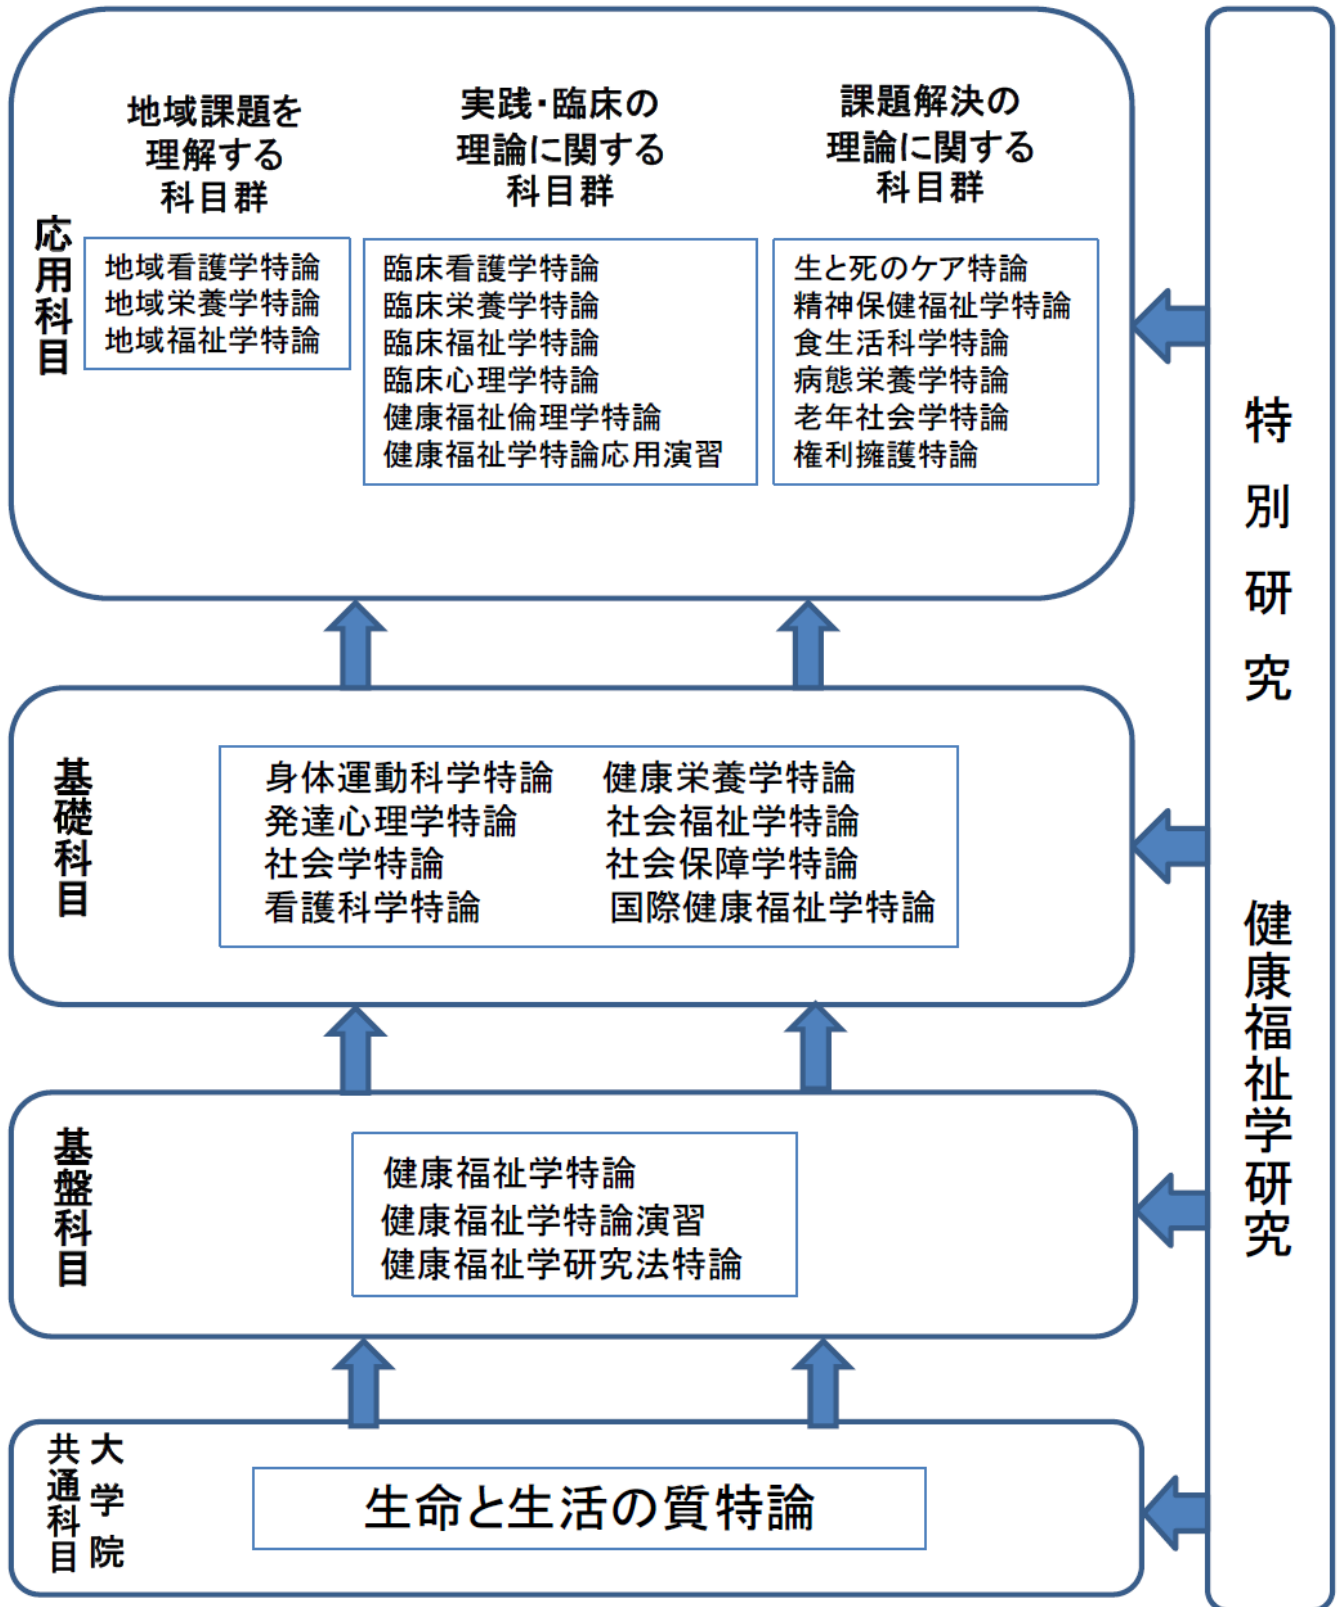 応用科目
地域課題を
理解する
科目群
地域看護学特論
地域栄養学特論
地域福祉学特論
実践・臨床の
理論に関する
科目群
臨床看護学特論
臨床栄養学特論
臨床福祉学特論
臨床心理学特論
健康福祉倫理学特論
健康福祉学特論応用演習
課題解決の
理論に関する
科目群
生と死のケア特論
精神保健福祉学特論
食生活科学特論
病態栄養学特論
老年社会学特論
権利擁護特論
基礎科目
身体運動科学特論 健康栄養学特論
発達心理学特論 社会福祉学特論
社会学特論 社会保障学特論
看護科学特論 国際健康福祉学特論
基盤科目
健康福祉学特論
健康福祉学特論演習
健康福祉学研究法特論
大学院
共通科目
生命と生活の質特論
特別研究 健康福祉学研究